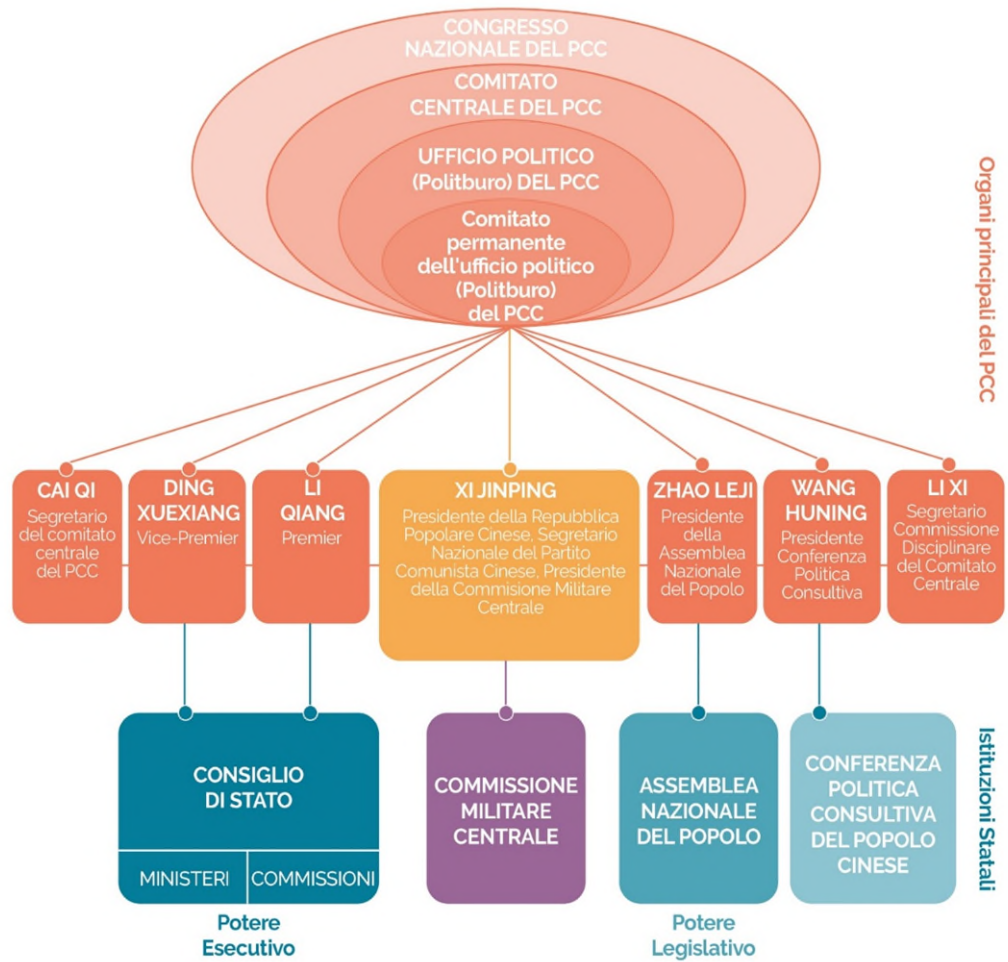 CONGRESSO
NAZIONALE DEL PCC
COMITATO
CENTRALE DEL PCC
UFFICIO POLITICO
(Politburo) DEL PCC
Comitato
permanente
dell'ufficio politico
(Politburo)
del PCC
Organi principali del PCC
CAI QI
Segretario
del comitato
centrale
del PCC
DING
XUEXIANG
Vice-Premier
LI
QIANG
Premier
XI JINPING
Presidente della Repubblica
Popolare Cinese, Segretario
Nazionale del Partito
Comunista Cinese, Presidente
della Commisione Militare
Centrale
ZHAO LEJI
Presidente
della
Assemblea
Nazionale
del Popolo
WANG
HUNING
Presidente
Conferenza
Politica
Consultiva
LI XI
Segretario
Commissione
Disciplinare
del Comitato
Centrale
CONSIGLIO
DI STATO
MINISTERI
COMMISSIONI
Potere
Esecutivo
COMMISSIONE
MILITARE
CENTRALE
ASSEMBLEA
NAZIONALE
DEL POPOLO
Potere
Legislativo
CONFERENZA
POLITICA
CONSULTIVA
DEL POPOLO
CINESE
Istituzioni Statali